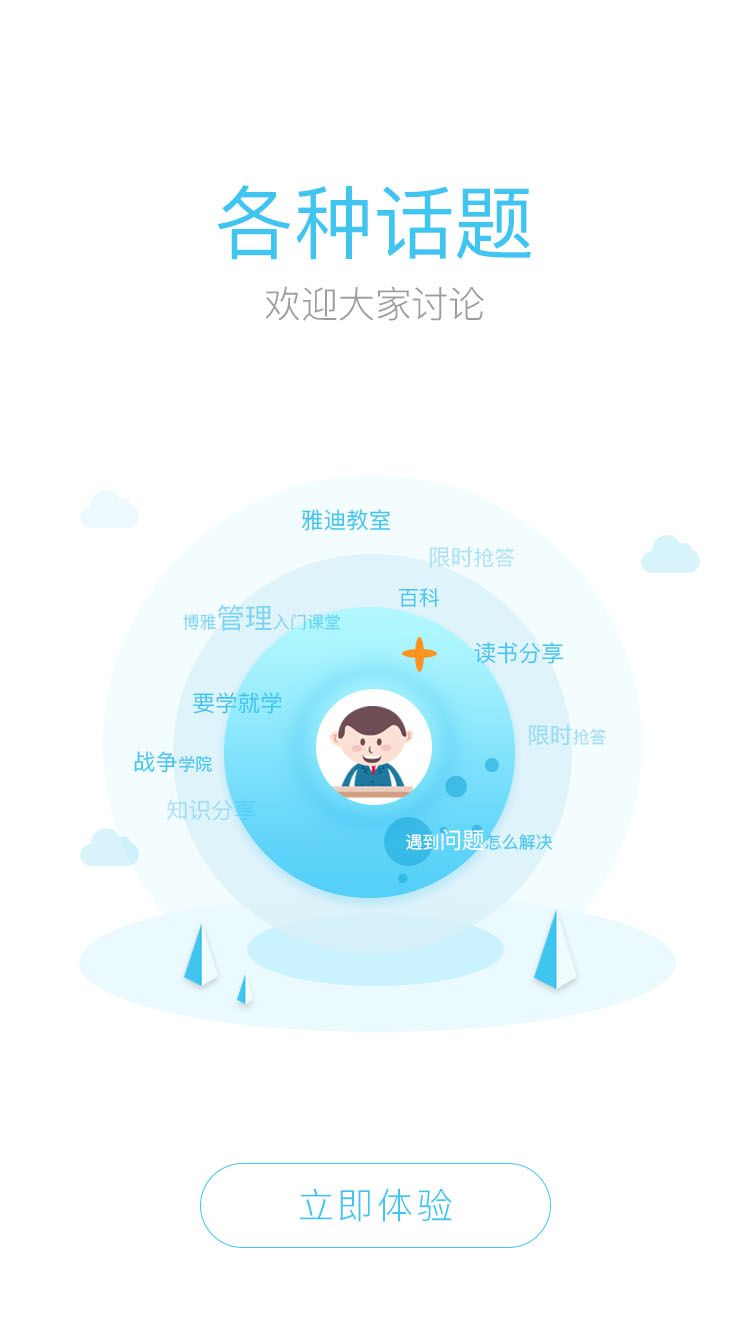 各种话题
欢迎大家讨论
雅迪教室
限时抢答
百科
博雅管理入门课堂
读书分享
要学就学
限时抢答
战争学院
知识分享
遇到问题怎么解决
立即体验